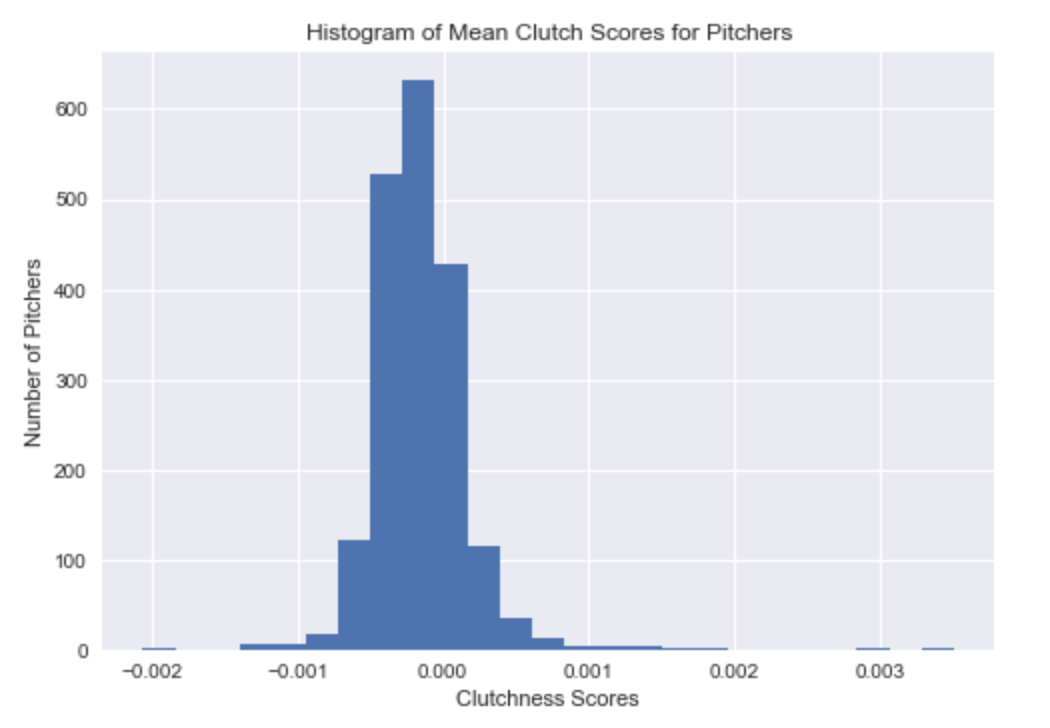 Histogram of Mean Clutch Scores for Pitchers
Number of Pitchers
600
500
400
300
200
100
0
−0.002 −0.001 0.000 0.001 0.002 0.003
Clutchness Scores